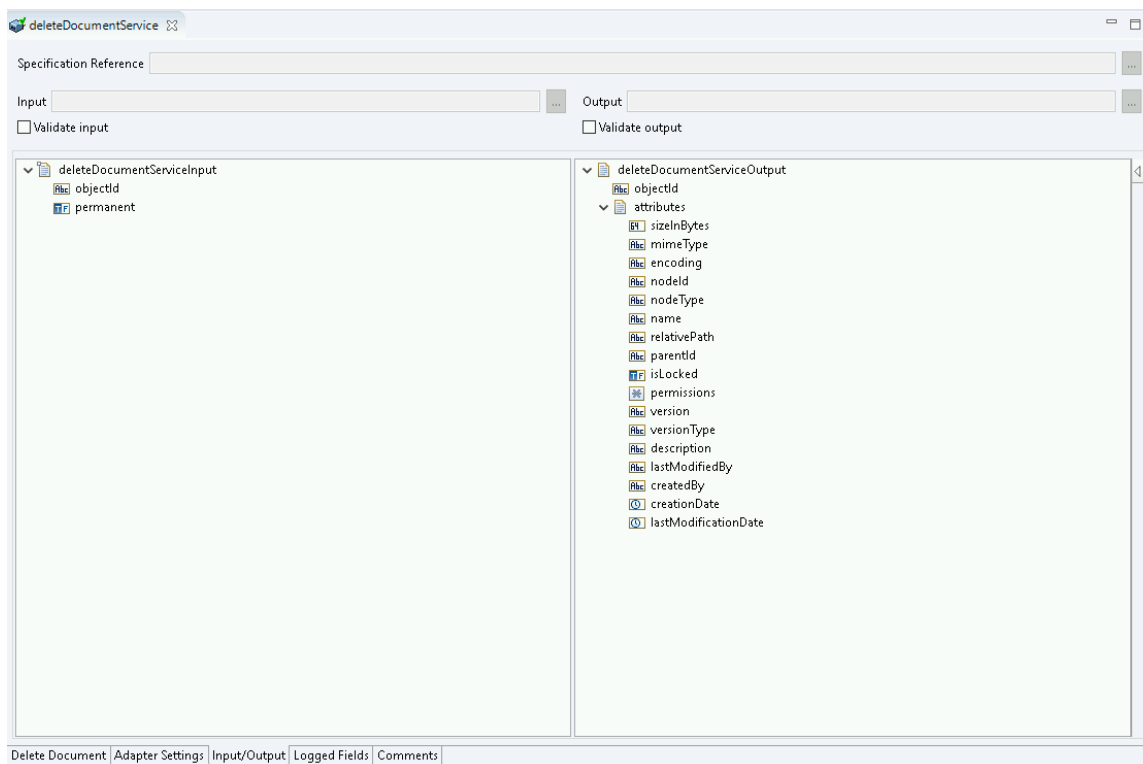 deleteDocumentService
Specification Reference
...
Input ... Output ...
Validate input Validate output
deleteDocumentServiceInput
objectId
permanent
deleteDocumentServiceOutput
objectId
attributes
sizeInBytes
mimeType
encoding
nodeId
nodeType
name
relativePath
parentId
isLocked
permissions
version
versionType
description
lastModifiedBy
createdBy
creationDate
lastModificationDate
Delete Document Adapter Settings Input/Output Logged Fields Comments